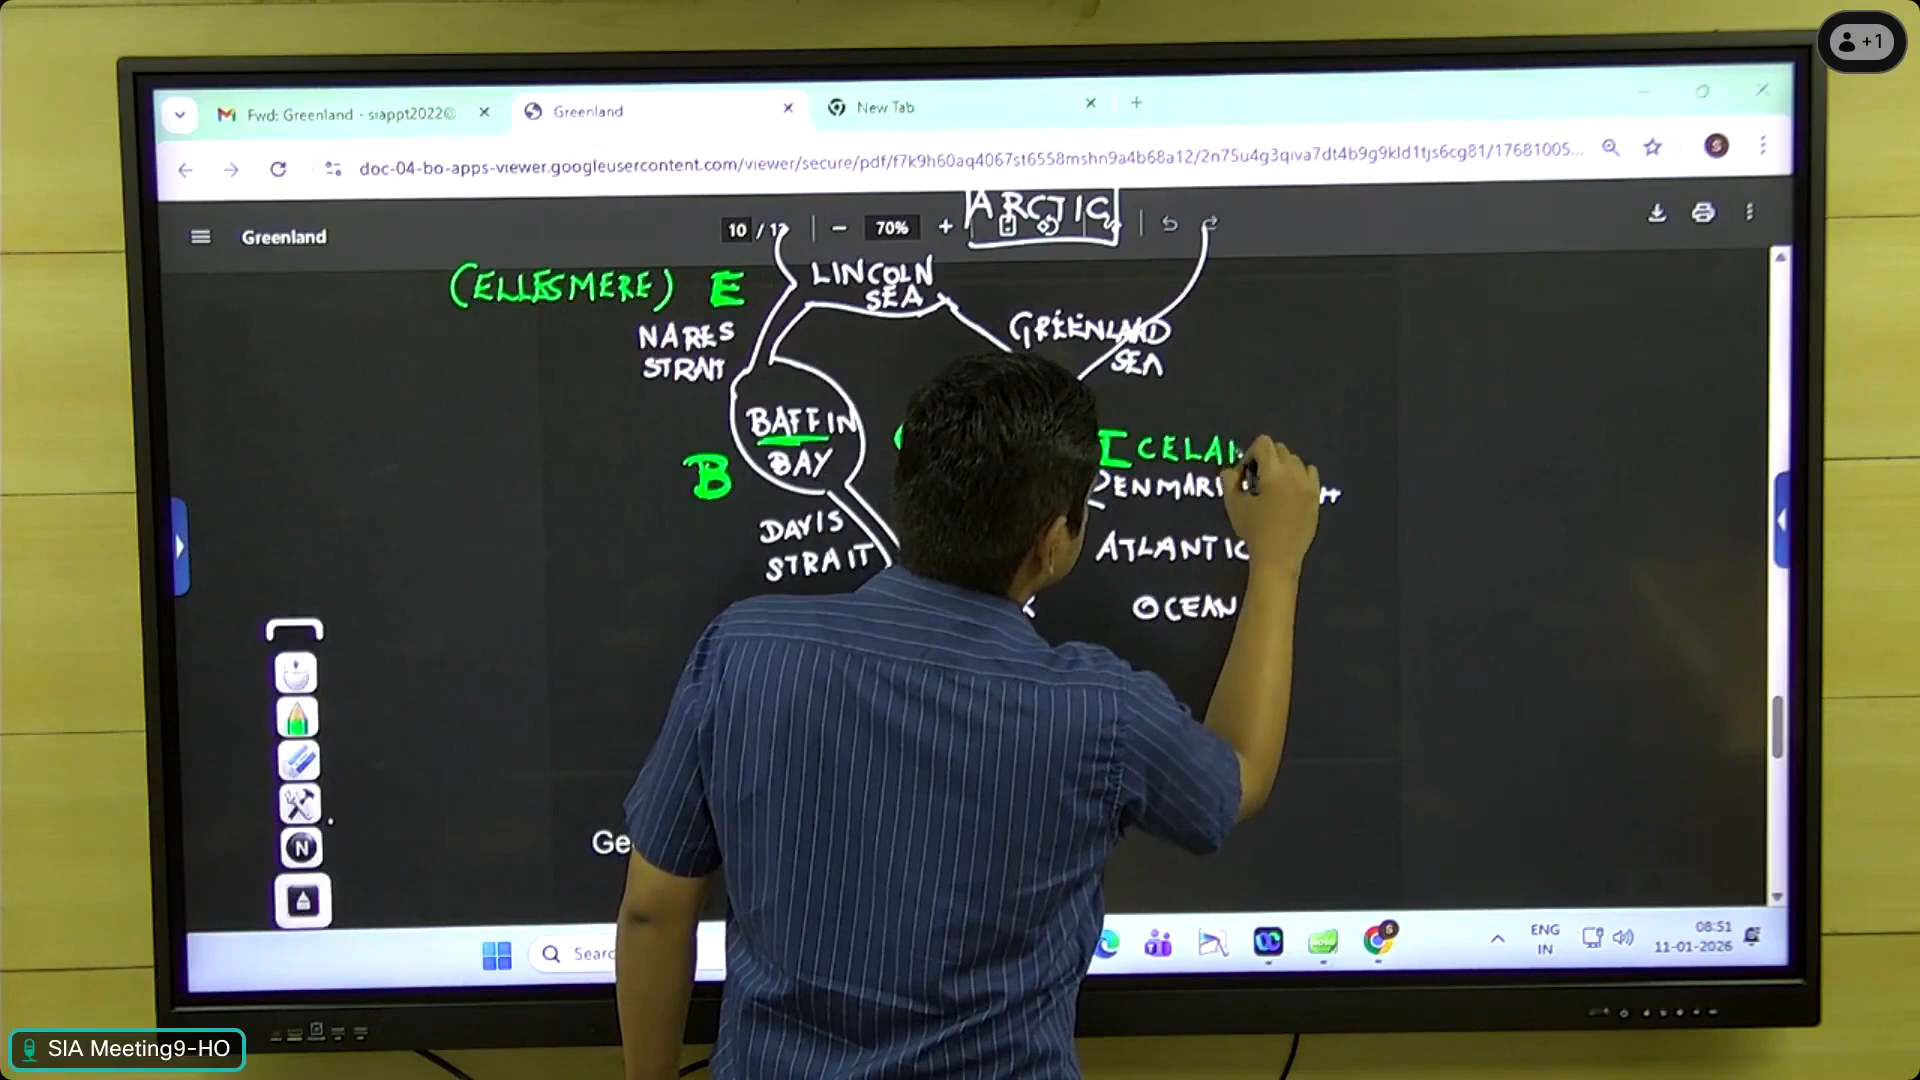 +1
Fwd: Greenland - siappt2022@
Greenland
New Tab
doc-04-bo-apps-viewer.googleusercontent.com/viewer/secure/pdf/f7k9h60aq4067st6558mshn9a4b68a12/2n75u4g3qiva7dt4b9g9kld1tjs6cg81/17681005...
Greenland
10 /
70%
ARCTIC
(ELLESMERE) E
LINCOLN
SEA
NARES
STRAIT
GREENLAND
SEA
BAFFIN
BAY
B
ICELAN
DAVIS
STRAIT
ATLANTIC
OCEAN
N
ENG
IN
08:51
11-01-2026
SIA Meeting9-HO